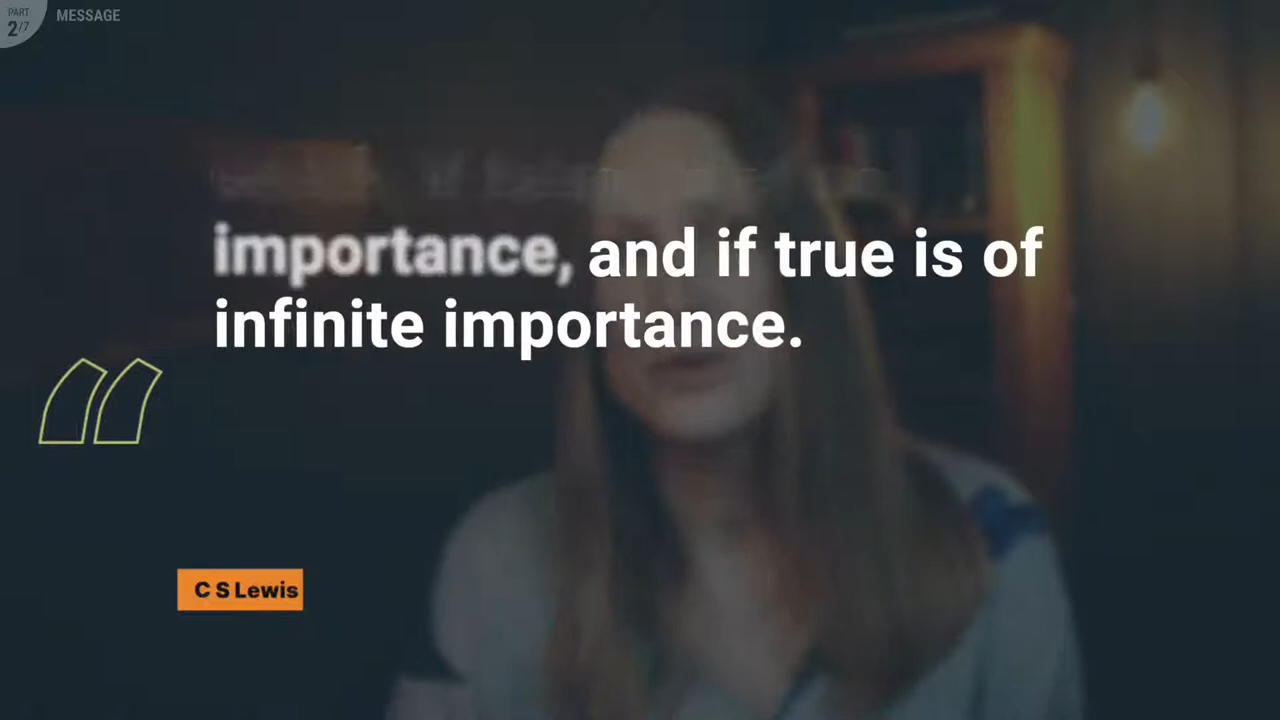 PART
2/7
MESSAGE
importance, and if true is of
infinite importance.
C S Lewis